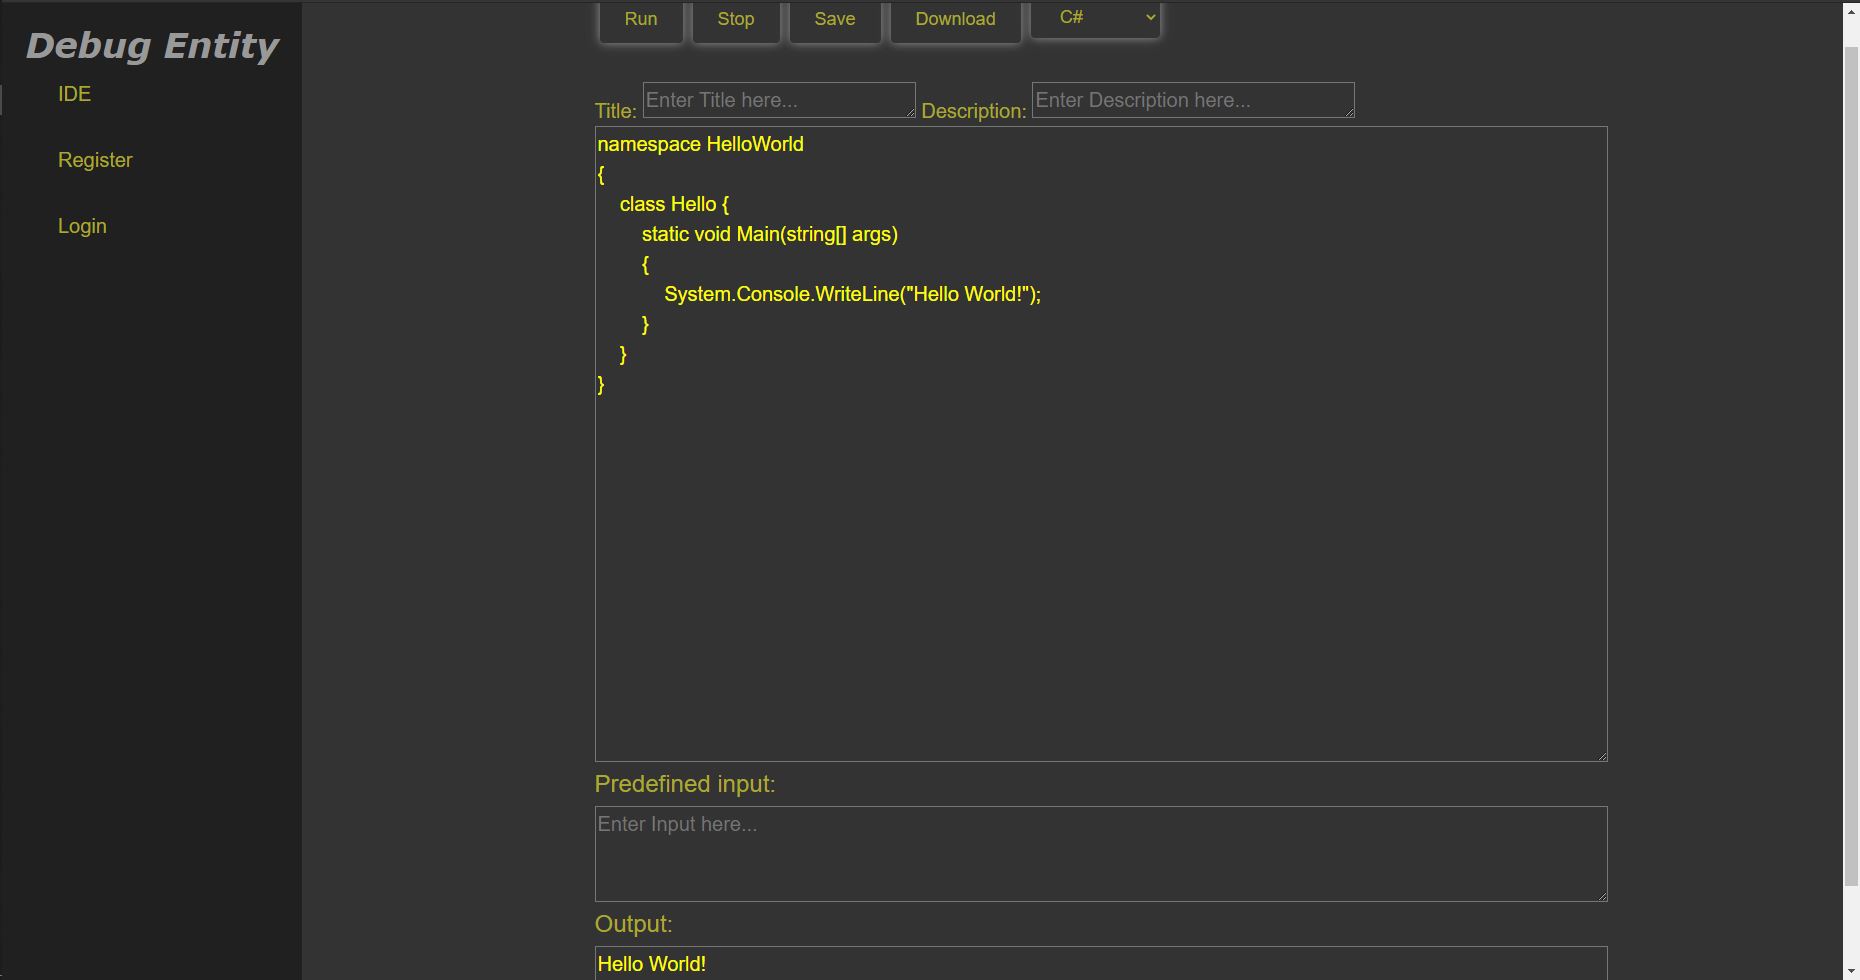 Debug Entity
IDE
Register
Login
Run Stop Save Download C#
Title: Enter Title here... Description: Enter Description here...
namespace HelloWorld
{
    class Hello {
        static void Main(string[] args)
        {
            System.Console.WriteLine("Hello World!");
        }
    }
}
Predefined input:
Enter Input here...
Output:
Hello World!